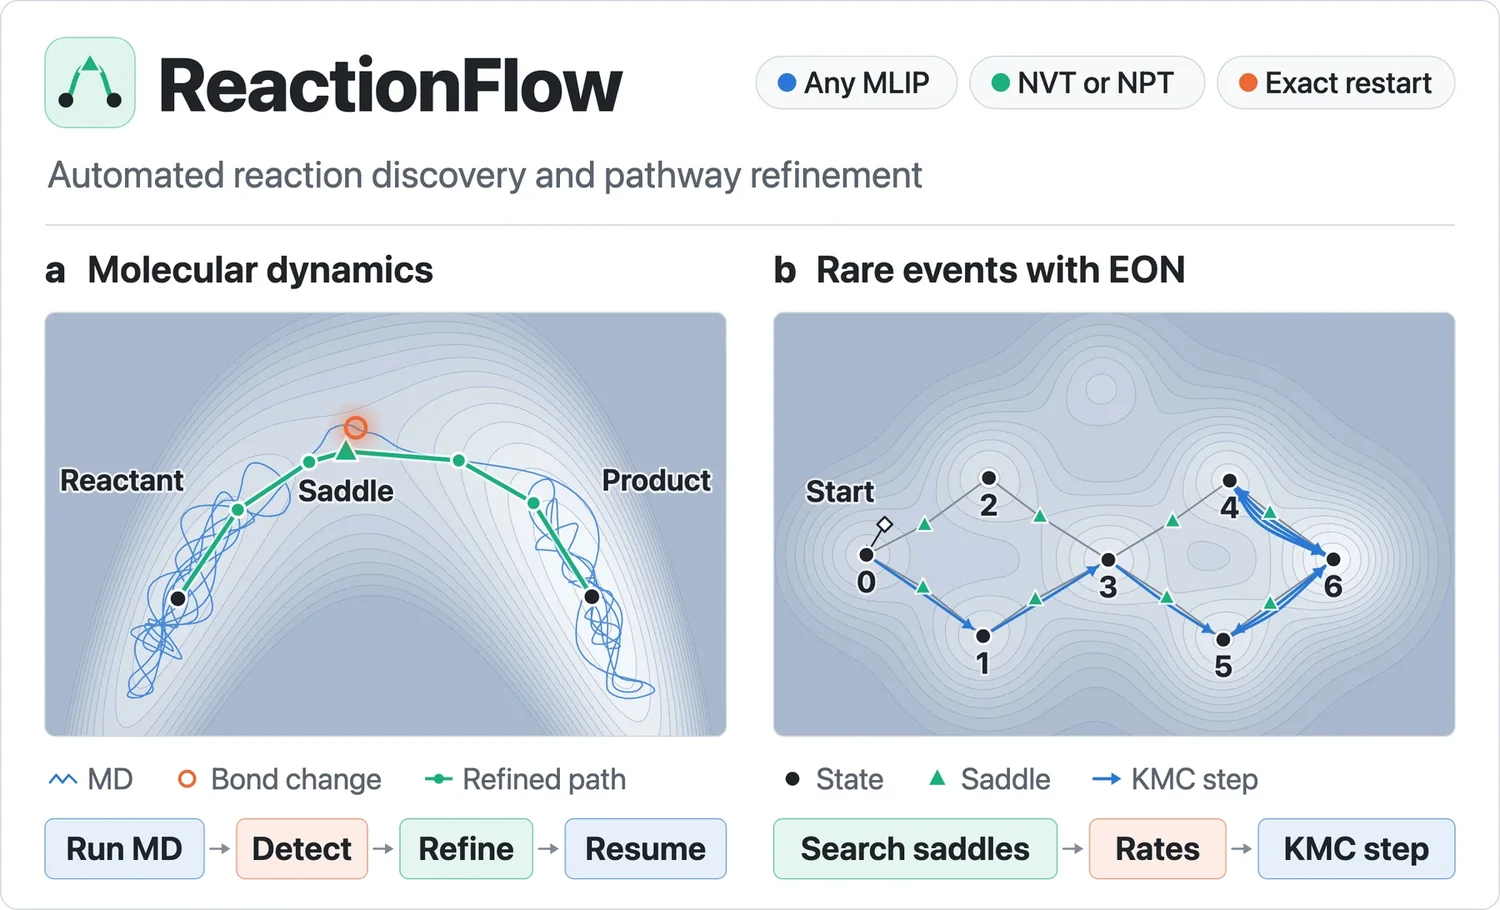 ReactionFlow
Any MLIP
NVT or NPT
Exact restart
Automated reaction discovery and pathway refinement
a Molecular dynamics
Reactant
Saddle
Product
MD
Bond change
Refined path
Run MD
Detect
Refine
Resume
b Rare events with EON
Start
0
1
2
3
4
5
6
State
Saddle
KMC step
Search saddles
Rates
KMC step